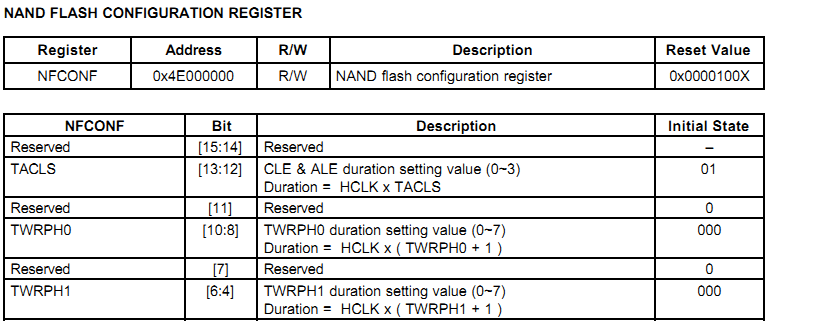 NAND FLASH CONFIGURATION REGISTER
Register Address R/W Description Reset Value
NFCONF 0x4E000000 R/W NAND flash configuration register 0x0000100X
NFCONF Bit Description Initial State
Reserved [15:14] Reserved –
TACLS [13:12] CLE & ALE duration setting value (0~3) 01
Duration = HCLK x TACLS
Reserved [11] Reserved 0
TWRPH0 [10:8] TWRPH0 duration setting value (0~7) 000
Duration = HCLK x ( TWRPH0 + 1 )
Reserved [7] Reserved 0
TWRPH1 [6:4] TWRPH1 duration setting value (0~7) 000
Duration = HCLK x ( TWRPH1 + 1 )